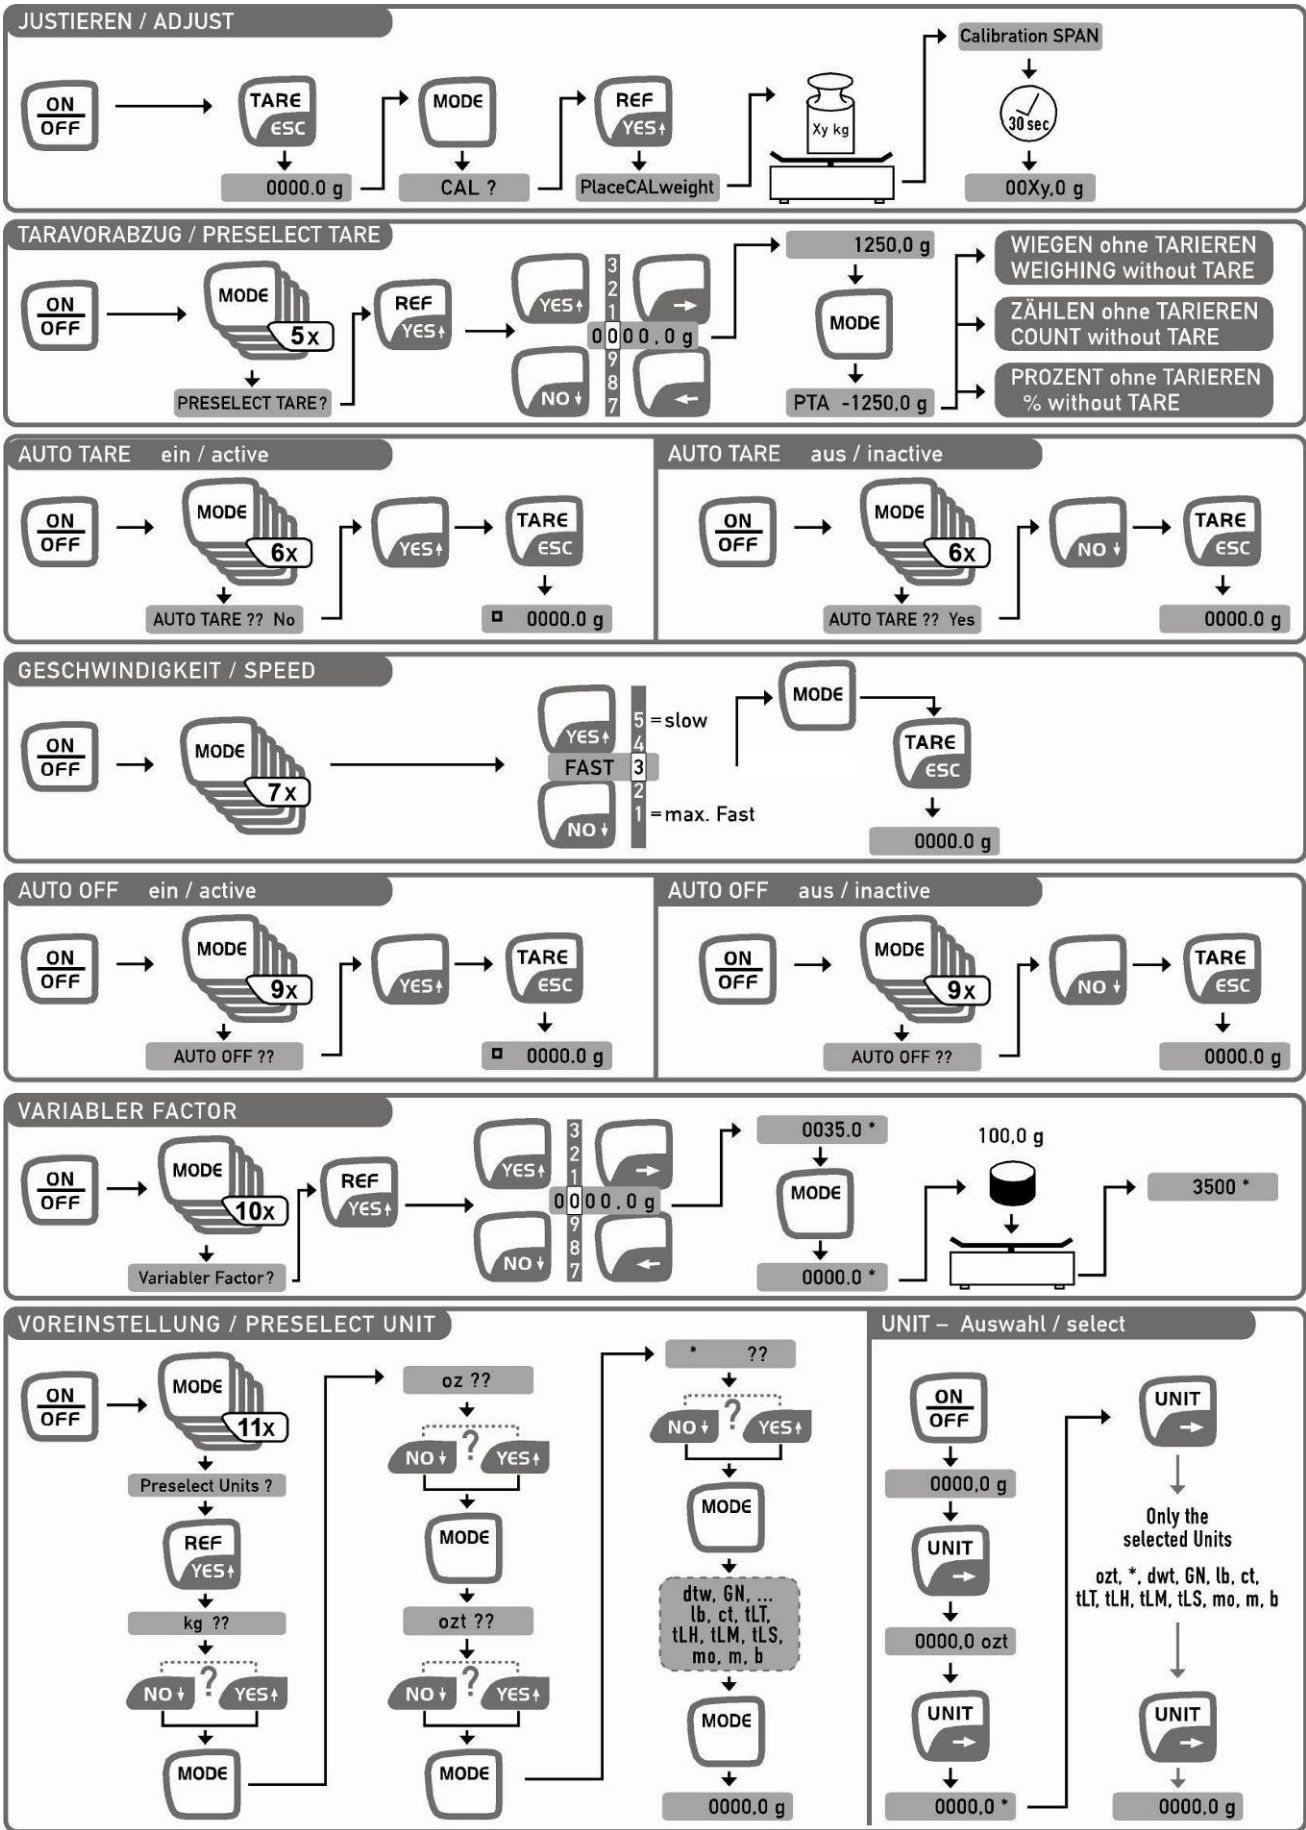 JUSTIEREN / ADJUST
ON
OFF
TARE
ESC
0000.0 g
MODE
CAL ?
REF
YES↑
PlaceCALweight
Xy kg
Calibration SPAN
30 sec
00Xy,0 g
TARAVORABZUG / PRESELECT TARE
ON
OFF
MODE
5x
PRESELECT TARE?
REF
YES↑
YES↑
→
3
2
1
0000,0 g
9
8
7
NO↓
←
1250,0 g
MODE
PTA -1250,0 g
WIEGEN ohne TARIEREN
WEIGHING without TARE
ZÄHLEN ohne TARIEREN
COUNT without TARE
PROZENT ohne TARIEREN
% without TARE
AUTO TARE ein / active
ON
OFF
MODE
6x
AUTO TARE ?? No
YES↑
TARE
ESC
0000.0 g
AUTO TARE aus / inactive
ON
OFF
MODE
6x
AUTO TARE ?? Yes
NO↓
TARE
ESC
0000.0 g
GESCHWINDIGKEIT / SPEED
ON
OFF
MODE
7x
YES↑
5 =slow
4
FAST 3
2
1 =max. Fast
NO↓
MODE
TARE
ESC
0000.0 g
AUTO OFF ein / active
ON
OFF
MODE
9x
AUTO OFF ??
YES↑
TARE
ESC
0000.0 g
AUTO OFF aus / inactive
ON
OFF
MODE
9x
AUTO OFF ??
NO↓
TARE
ESC
0000.0 g
VARIABLER FACTOR
ON
OFF
MODE
10x
Variabler Factor?
REF
YES↑
YES↑
→
3
2
1
0000,0 g
9
8
7
NO↓
←
0035.0 *
MODE
0000.0 *
100,0 g
3500 *
VOREINSTELLUNG / PRESELECT UNIT
ON
OFF
MODE
11x
Preselect Units ?
REF
YES↑
kg ??
NO↓ ? YES↑
MODE
oz ??
NO↓ ? YES↑
MODE
ozt ??
NO↓ ? YES↑
MODE
* ??
NO↓ ? YES↑
MODE
dtw, GN, ...
lb, ct, tLT,
tLH, tLM, tLS,
mo, m, b
MODE
0000,0 g
UNIT – Auswahl / select
ON
OFF
0000,0 g
UNIT
→
0000,0 ozt
UNIT
→
0000,0 *
UNIT
→
Only the
selected Units
ozt, *, dwt, GN, lb, ct,
tLT, tLH, tLM, tLS, mo, m, b
UNIT
→
0000,0 g